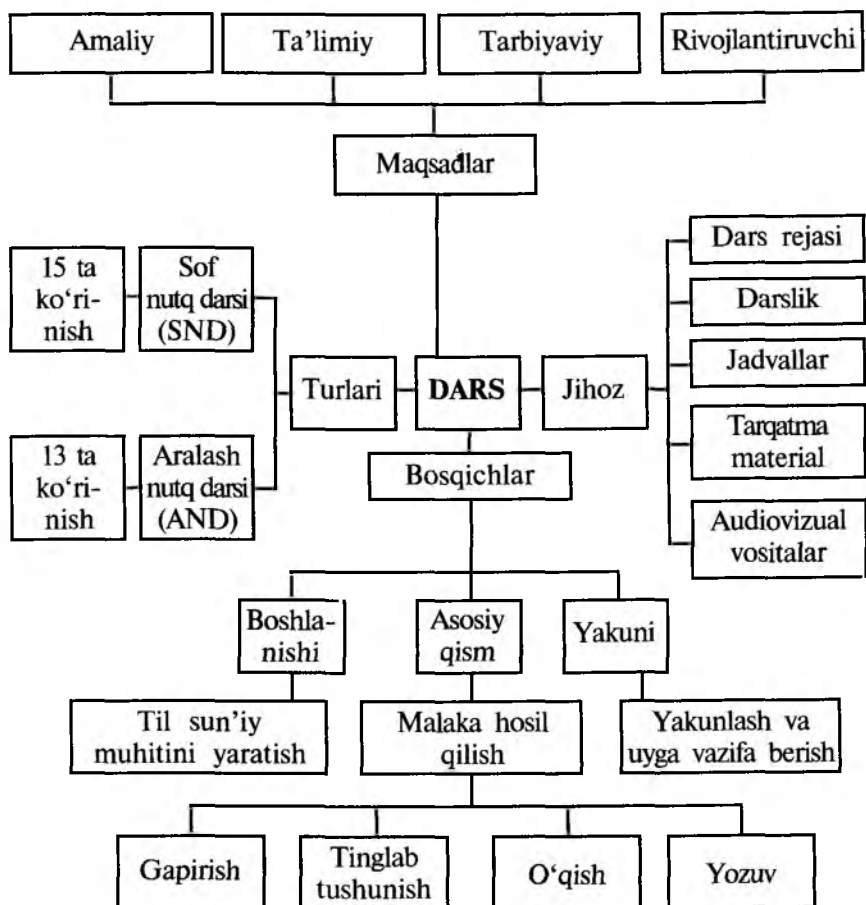 Amaliy
Ta'limiy
Tarbiyaviy
Rivojlantiruvchi
Maqsadlar
15 ta
ko‘ri-
nish
Sof
nutq darsi
(SND)
13 ta
ko‘ri-
nish
Aralash
nutq darsi
(AND)
Turlari
DARS
Jihoz
Dars rejasi
Darslik
Jadvallar
Tarqatma
material
Audiovizual
vositalar
Bosqichlar
Boshla-
nishi
Asosiy
qism
Yakuni
Til sun’iy
muhitini yaratish
Malaka hosil
qilish
Yakunlash va
uyga vazifa berish
Gapirish
Tinglab
tushunish
O‘qish
Yozuv